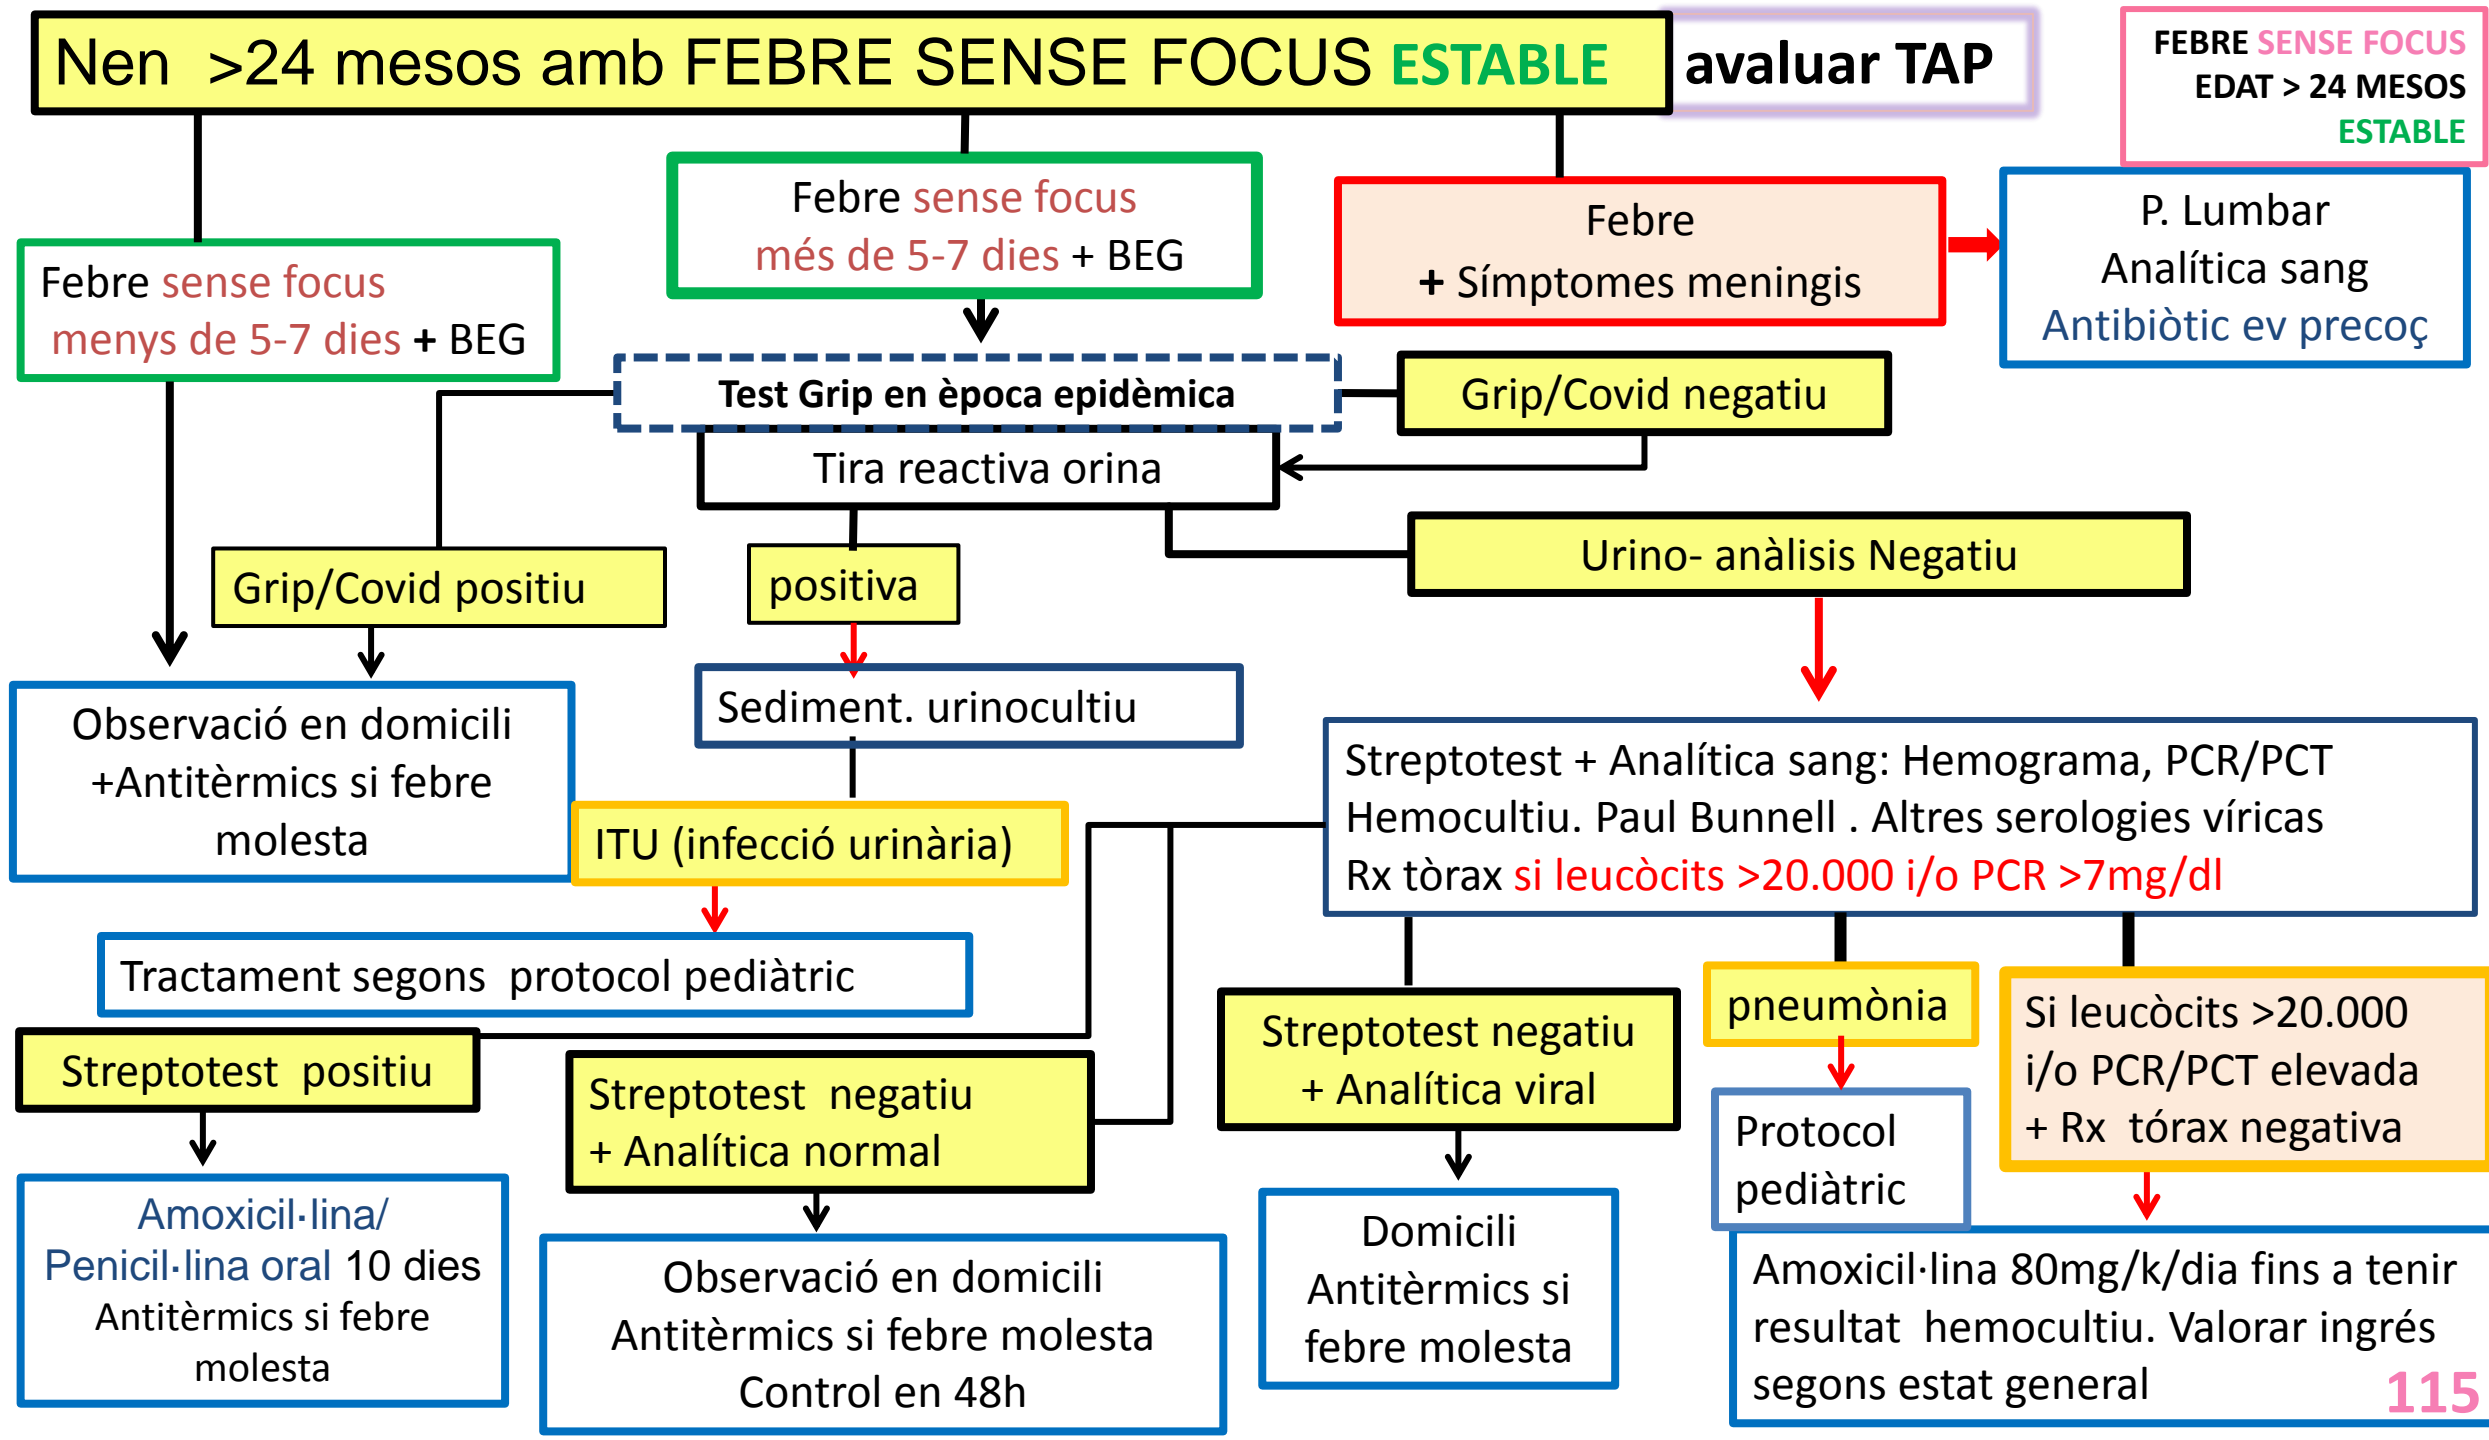 Nen >24 mesos amb FEBRE SENSE FOCUS ESTABLE
avaluar TAP
FEBRE SENSE FOCUS
EDAT > 24 MESOS
ESTABLE
Febre sense focus
menys de 5-7 dies + BEG
Febre sense focus
més de 5-7 dies + BEG
Febre
+ Símptomes meningis
P. Lumbar
Analítica sang
Antibiòtic ev precoç
Test Grip en època epidèmica
Grip/Covid negatiu
Tira reactiva orina
Grip/Covid positiu
positiva
Urino- anàlisis Negatiu
Observació en domicili
+Antitèrmics si febre
molesta
Sediment. urinocultiu
ITU (infecció urinària)
Tractament segons protocol pediàtric
Streptotest + Analítica sang: Hemograma, PCR/PCT
Hemocultiu. Paul Bunnell . Altres serologies víricas
Rx tòrax si leucòcits >20.000 i/o PCR >7mg/dl
Streptotest positiu
Amoxicil·lina/
Penicil·lina oral 10 dies
Antitèrmics si febre
molesta
Streptotest negatiu
+ Analítica normal
Observació en domicili
Antitèrmics si febre molesta
Control en 48h
Streptotest negatiu
+ Analítica viral
Domicili
Antitèrmics si
febre molesta
pneumònia
Protocol
pediàtric
Si leucòcits >20.000
i/o PCR/PCT elevada
+ Rx tórax negativa
Amoxicil·lina 80mg/k/dia fins a tenir
resultat hemocultiu. Valorar ingrés
segons estat general
115